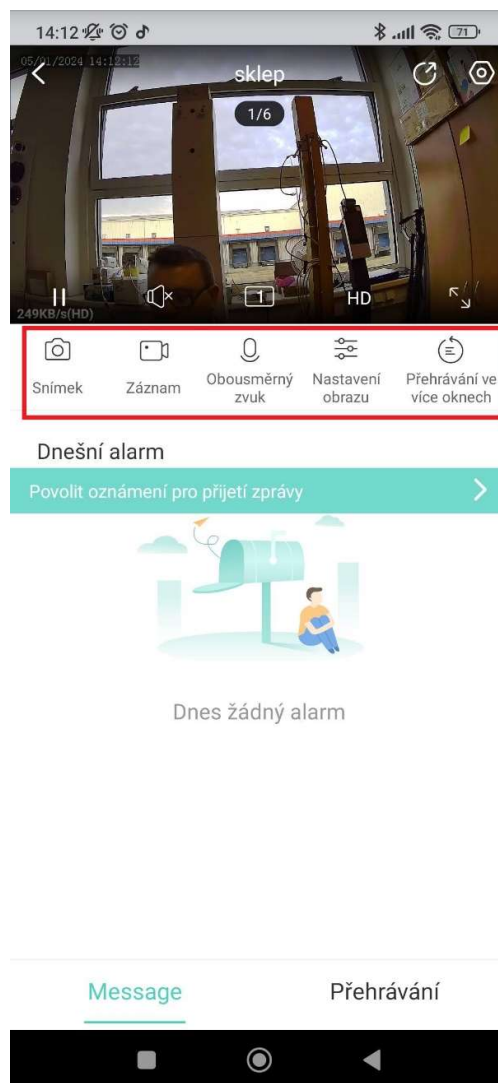 14:12
71
05/01/2024 14:12:12
sklep
1/6
1
HD
249KB/s(HD)
Snímek
Záznam
Obousměrný
zvuk
Nastavení
obrazu
Přehrávání ve
více oknech
Dnešní alarm
Povolit oznámení pro přijetí zprávy
Dnes žádný alarm
Message
Přehrávání